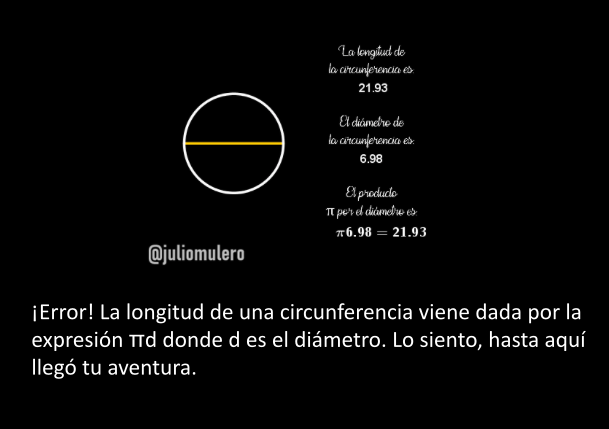 La longitud de
la circunferencia es:
21.93
El diámetro de
la circunferencia es:
6.98
El producto
π por el diámetro es:
π6.98 = 21.93
@juliomulero
¡Error! La longitud de una circunferencia viene dada por la
expresión πd donde d es el diámetro. Lo siento, hasta aquí
llegó tu aventura.